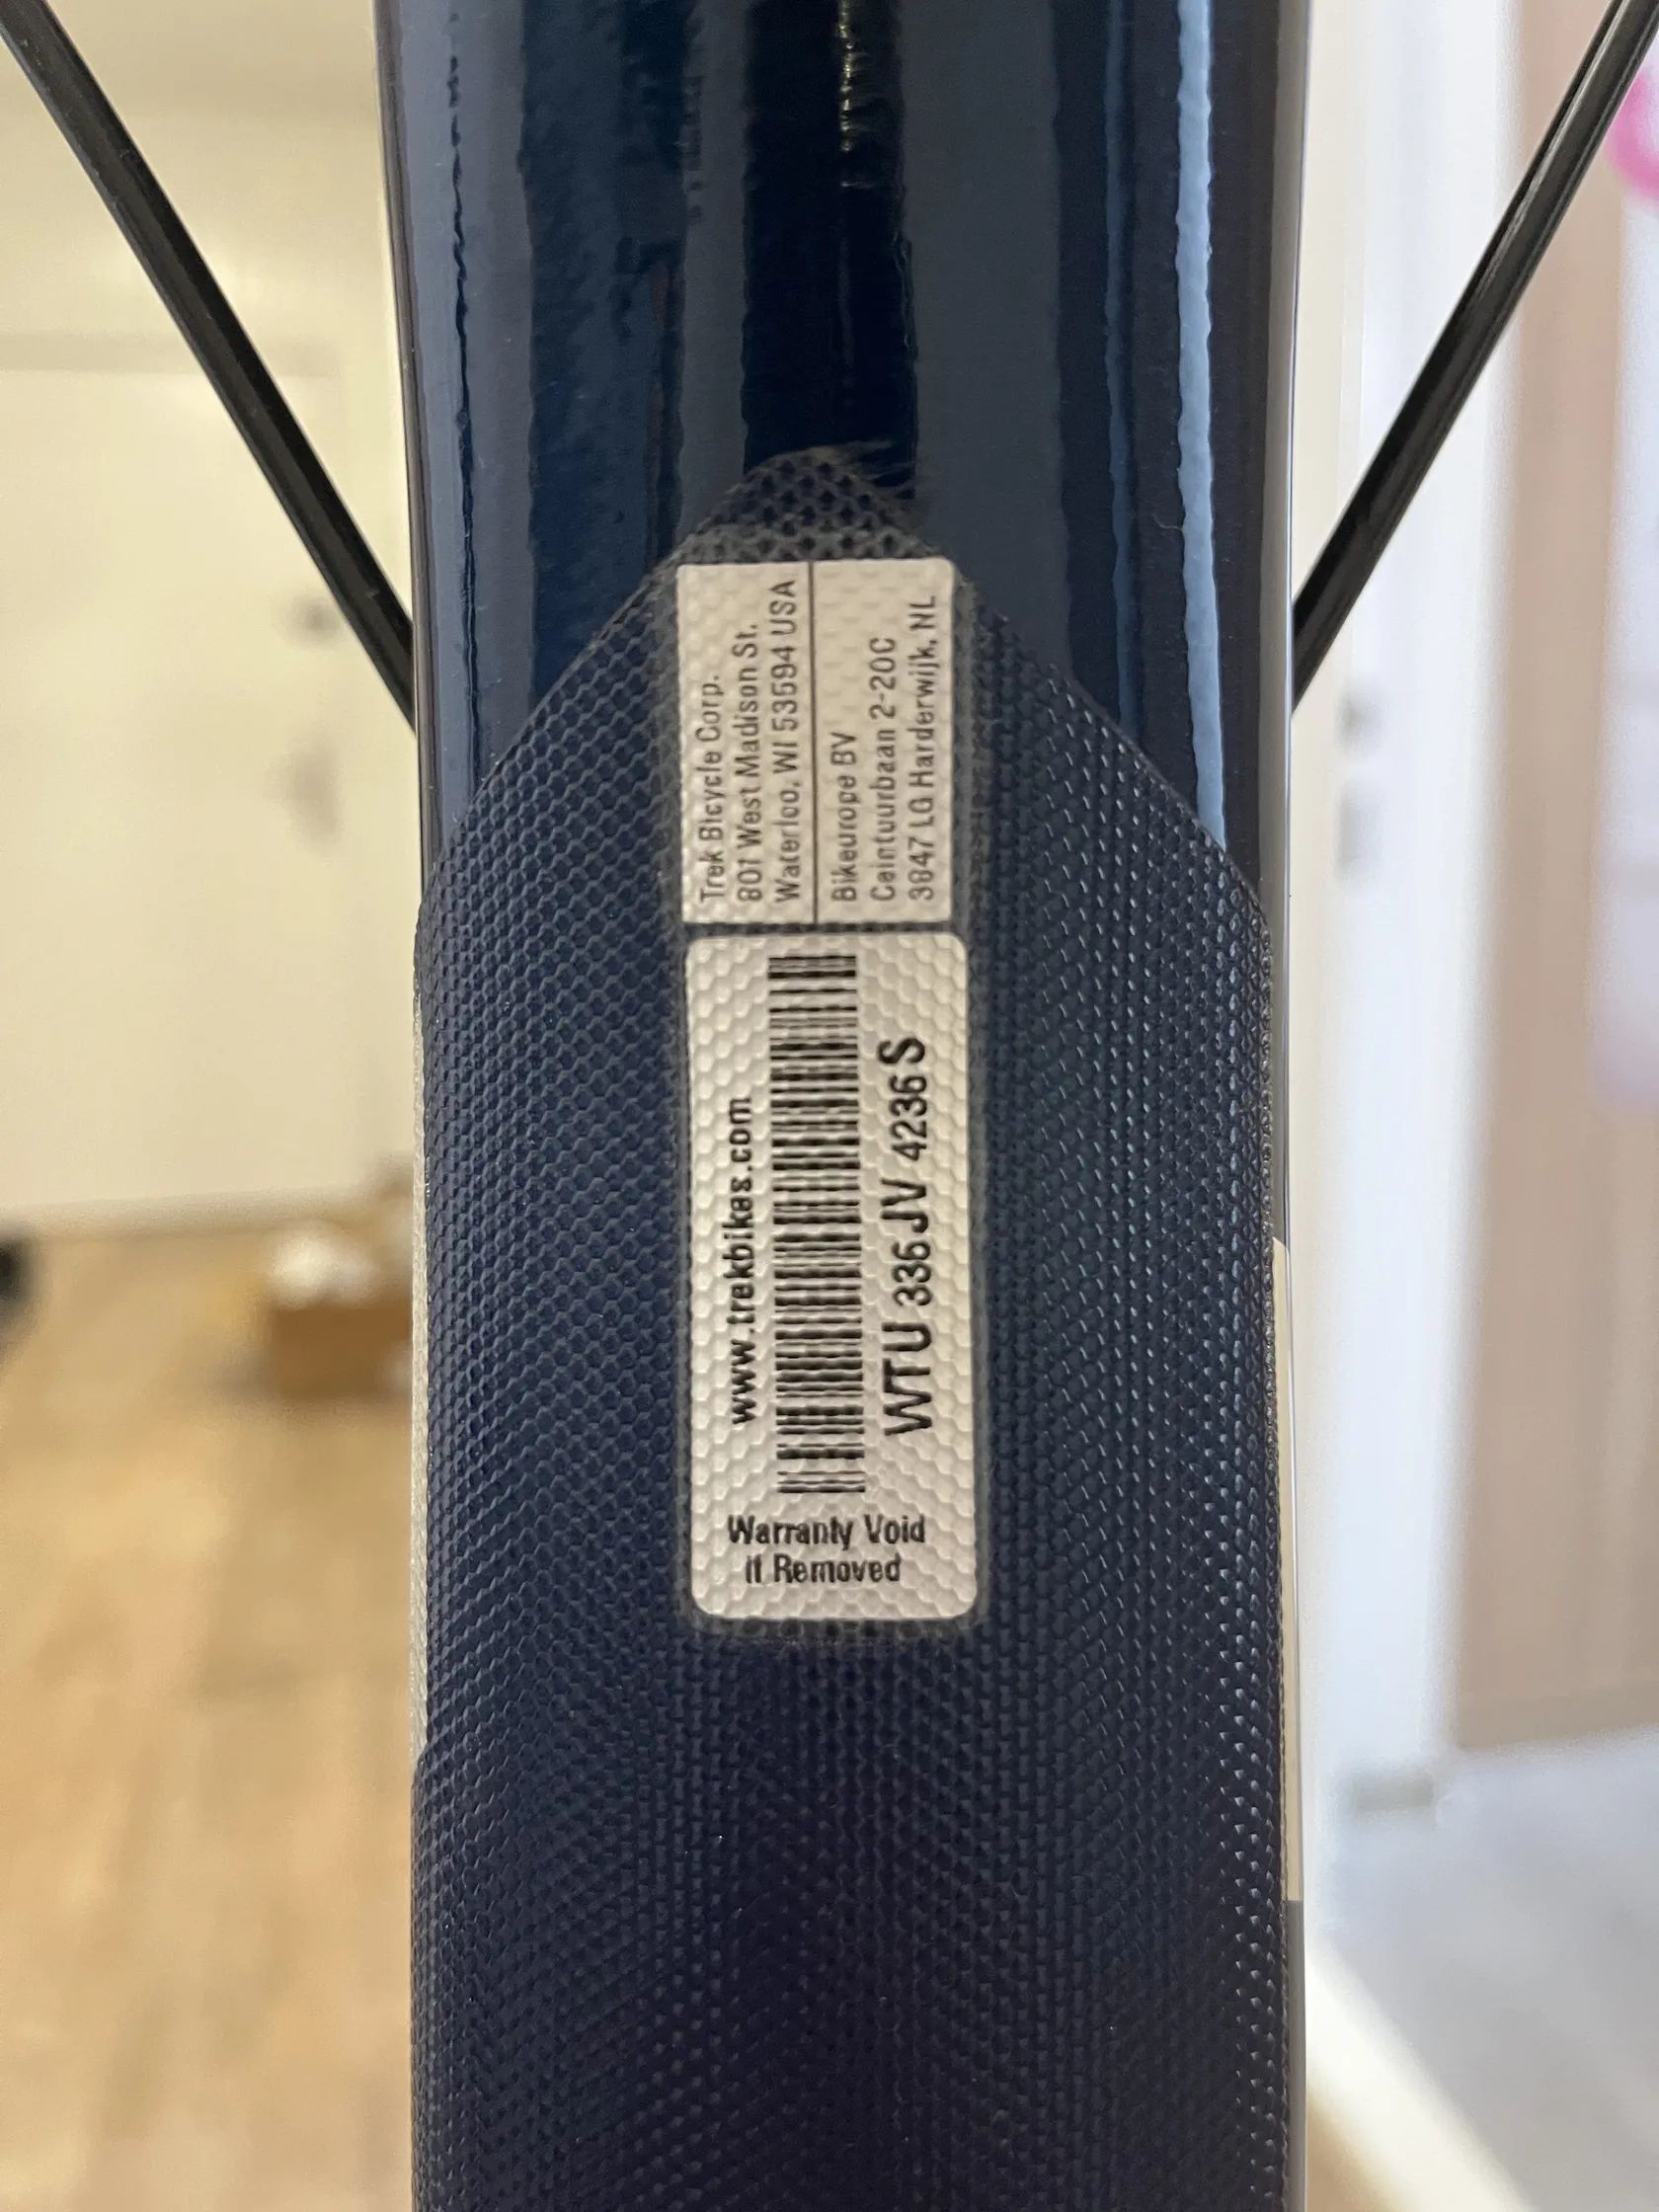 Trek Bicycle Corp.
801 West Madison St.
Waterloo, WI 53594 USA
Bikeurope BV
Ceintuurbaan 2-20C
3847 LG Harderwijk, NL
www.trekbikes.com
WTU 336 JV 4236 S
Warranty Void
If Removed